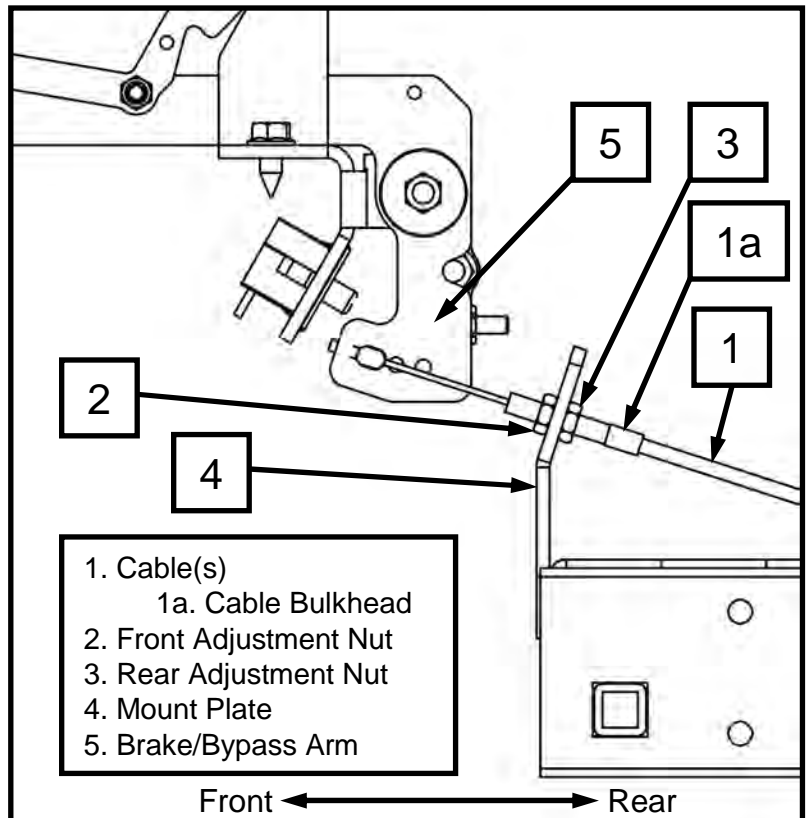 5
3
1a
1
2
4
1. Cable(s)
1a. Cable Bulkhead
2. Front Adjustment Nut
3. Rear Adjustment Nut
4. Mount Plate
5. Brake/Bypass Arm
Front Rear